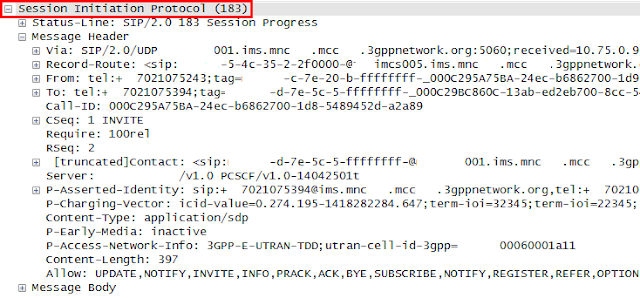 Session Initiation Protocol (183)
Status-Line: SIP/2.0 183 Session Progress
Message Header
Via: SIP/2.0/UDP 001.ims.mnc .mcc .3gppnetwork.org:5060;received=10.75.0.9
Record-Route: <sip: -5-4c-35-2-2f0000-@ imcs005.ims.mnc .mcc .3gppnetwork.
From: tel:+ 7021075243;tag= -c-7e-20-b-ffffffff-_000C295A75BA-24ec-b6862700-1d9
To: tel:+ 7021075394;tag= -d-7e-5c-5-ffffffff-_000C29BC860C-13ab-ed2eb700-8cc-5
Call-ID: 000C295A75BA-24ec-b6862700-1d8-5489452d-a2a89
CSeq: 1 INVITE
Require: 100rel
RSeq: 2
[truncated]Contact: <sip: -d-7e-5c-5-ffffffff-@ 001.ims.mnc .mcc .3
Server: /v1.0 PCSCF/v1.0-14042501t
P-Asserted-Identity: sip:+ 7021075394@ims.mnc .mcc .3gppnetwork.org,tel:+ 7021
P-Charging-Vector: icid-value=0.274.195-1418282284.647;term-ioi=32345;term-ioi=22345;
Content-Type: application/sdp
P-Early-Media: inactive
P-Access-Network-Info: 3GPP-E-UTRAN-TDD;utran-cell-id-3gpp= 00060001a11
Content-Length: 397
Allow: UPDATE,NOTIFY,INVITE,INFO,PRACK,ACK,BYE,SUBSCRIBE,NOTIFY,REGISTER,REFER,OPTION
Message Body